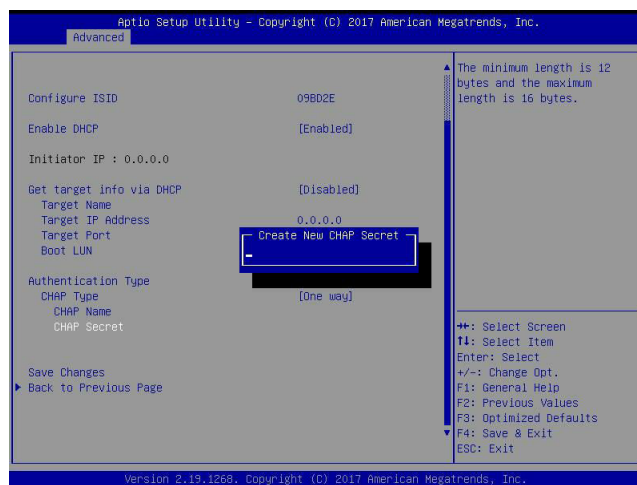 Aptio Setup Utility – Copyright (C) 2017 American Megatrends, Inc.
Advanced
The minimum length is 12
bytes and the maximum
length is 16 bytes.
Configure ISID 09BD2E
Enable DHCP [Enabled]
Initiator IP : 0.0.0.0
Get target info via DHCP [Disabled]
Target Name
Target IP Address 0.0.0.0
Target Port
Boot LUN
Create New CHAP Secret
Authentication Type
CHAP Type [One way]
CHAP Name
CHAP Secret
Save Changes
Back to Previous Page
→←: Select Screen
↑↓: Select Item
Enter: Select
+/-: Change Opt.
F1: General Help
F2: Previous Values
F3: Optimized Defaults
F4: Save & Exit
ESC: Exit
Version 2.19.1268. Copyright (C) 2017 American Megatrends, Inc.